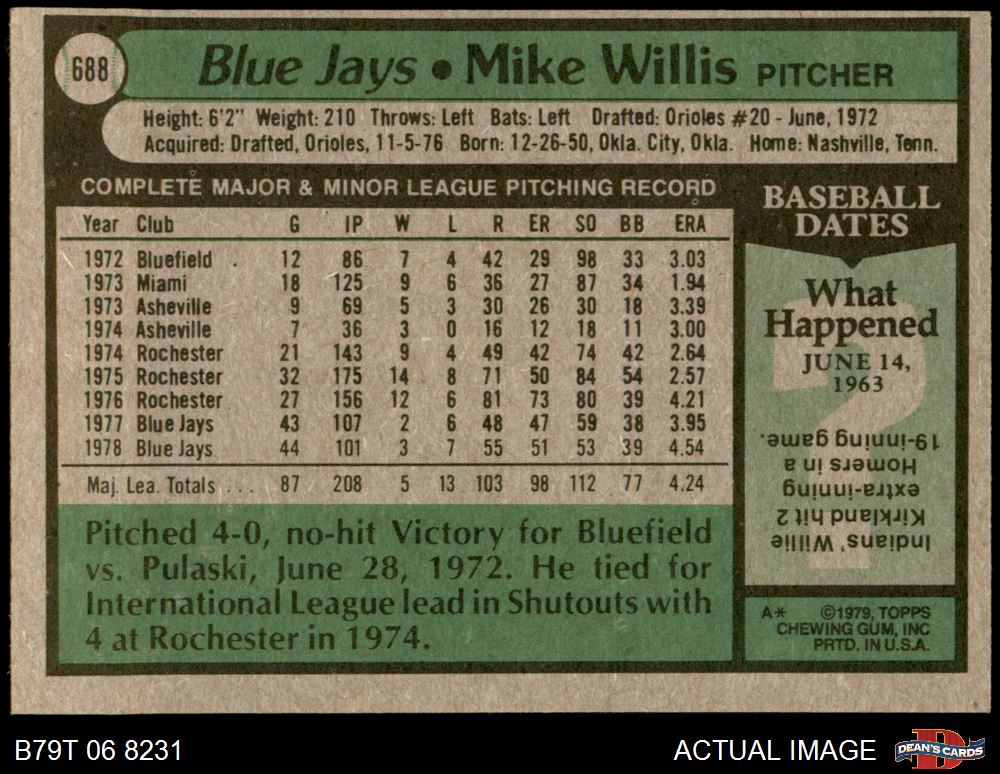 688
Blue Jays • Mike Willis PITCHER
Height: 6'2" Weight: 210 Throws: Left Bats: Left Drafted: Orioles #20 - June, 1972
Acquired: Drafted, Orioles, 11-5-76 Born: 12-26-50, Okla. City, Okla. Home: Nashville, Tenn.
COMPLETE MAJOR & MINOR LEAGUE PITCHING RECORD
Year Club G IP W L R ER SO BB ERA
1972 Bluefield . 12 86 7 4 42 29 98 33 3.03
1973 Miami 18 125 9 6 36 27 87 34 1.94
1973 Asheville 9 69 5 3 30 26 30 18 3.39
1974 Asheville 7 36 3 0 16 12 18 11 3.00
1974 Rochester 21 143 9 4 49 42 74 42 2.64
1975 Rochester 32 175 14 8 71 50 84 54 2.57
1976 Rochester 27 156 12 6 81 73 80 39 4.21
1977 Blue Jays 43 107 2 6 48 47 59 38 3.95
1978 Blue Jays 44 101 3 7 55 51 53 39 4.54
Maj. Lea. Totals ... 87 208 5 13 103 98 112 77 4.24
Pitched 4-0, no-hit Victory for Bluefield
vs. Pulaski, June 28, 1972. He tied for
International League lead in Shutouts with
4 at Rochester in 1974.
BASEBALL
DATES
What
Happened
JUNE 14,
1963
?
Indians' Willie
Kirkland hit 2
extra-inning
Homers in a
19-inning game.
A* ©1979, TOPPS
CHEWING GUM, INC
PRTD. IN U.S.A.
B79T 06 8231
ACTUAL IMAGE
D
DEAN'S CARDS